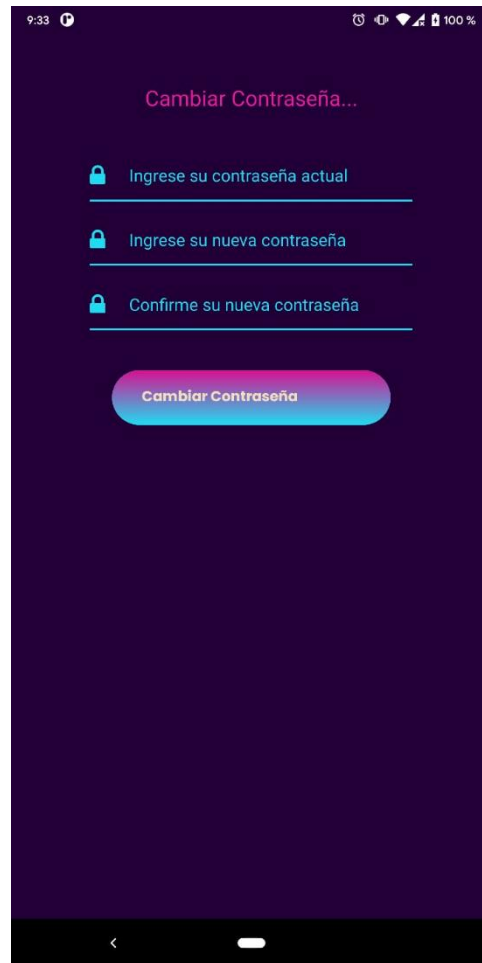 9:33 100 %
Cambiar Contraseña...
Ingrese su contraseña actual
Ingrese su nueva contraseña
Confirme su nueva contraseña
Cambiar Contraseña